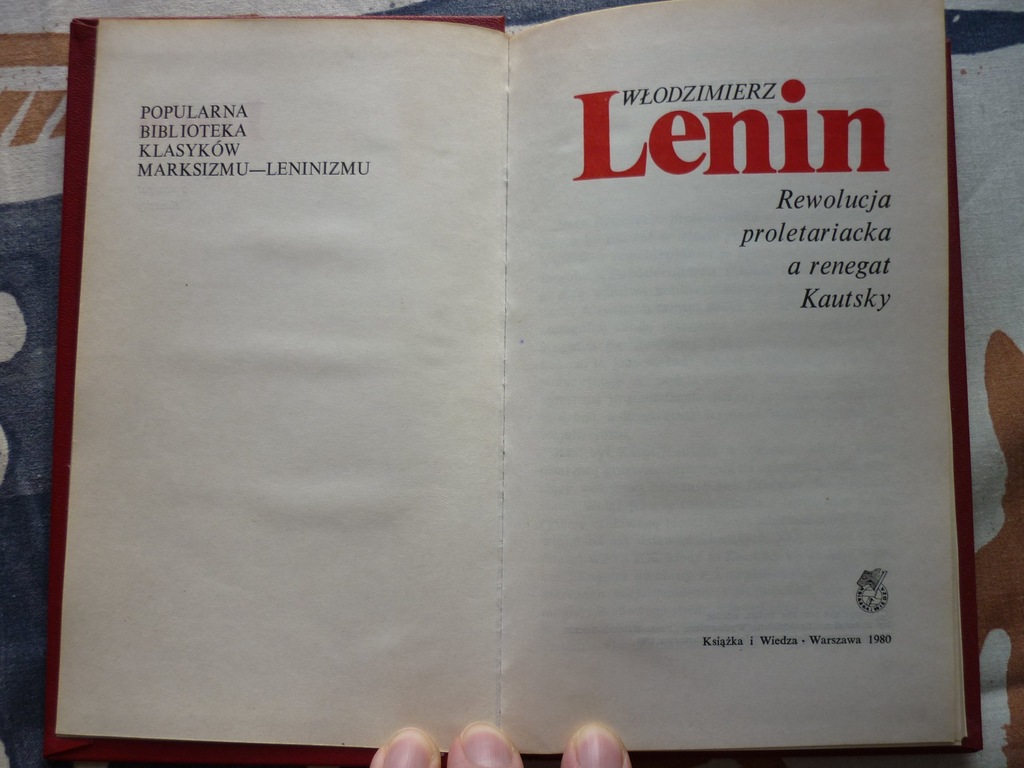 POPULARNA
BIBLIOTEKA
KLASYKÓW
MARKSIZMU—LENINIZMU
WŁODZIMIERZ
Lenin
Rewolucja
proletariacka
a renegat
Kautsky
Książka i Wiedza · Warszawa 1980